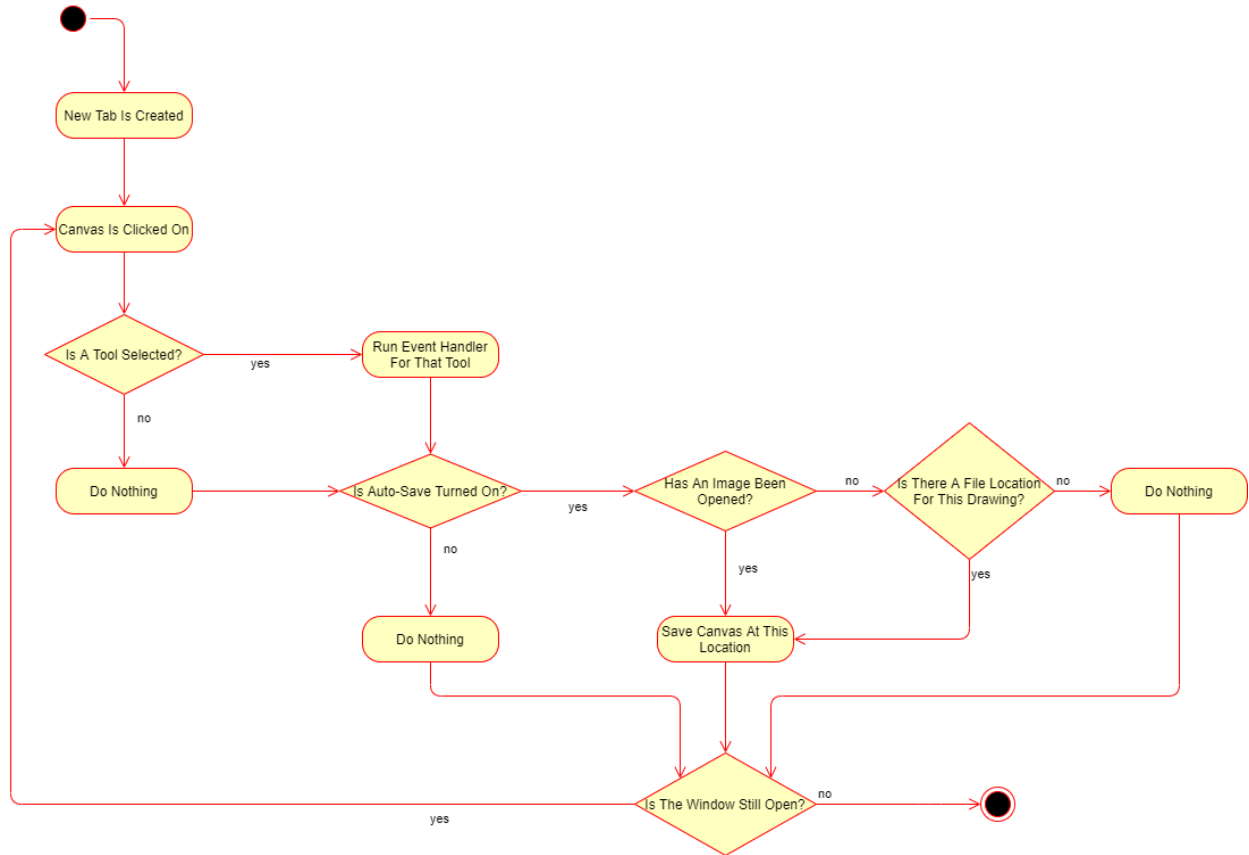 New Tab Is Created
Canvas Is Clicked On
Is A Tool Selected?
yes
Run Event Handler
For That Tool
no
Do Nothing
Is Auto-Save Turned On?
yes
Has An Image Been
Opened?
no
Is There A File Location
For This Drawing?
no
Do Nothing
no
yes
yes
Do Nothing
Save Canvas At This
Location
Is The Window Still Open?
no
yes